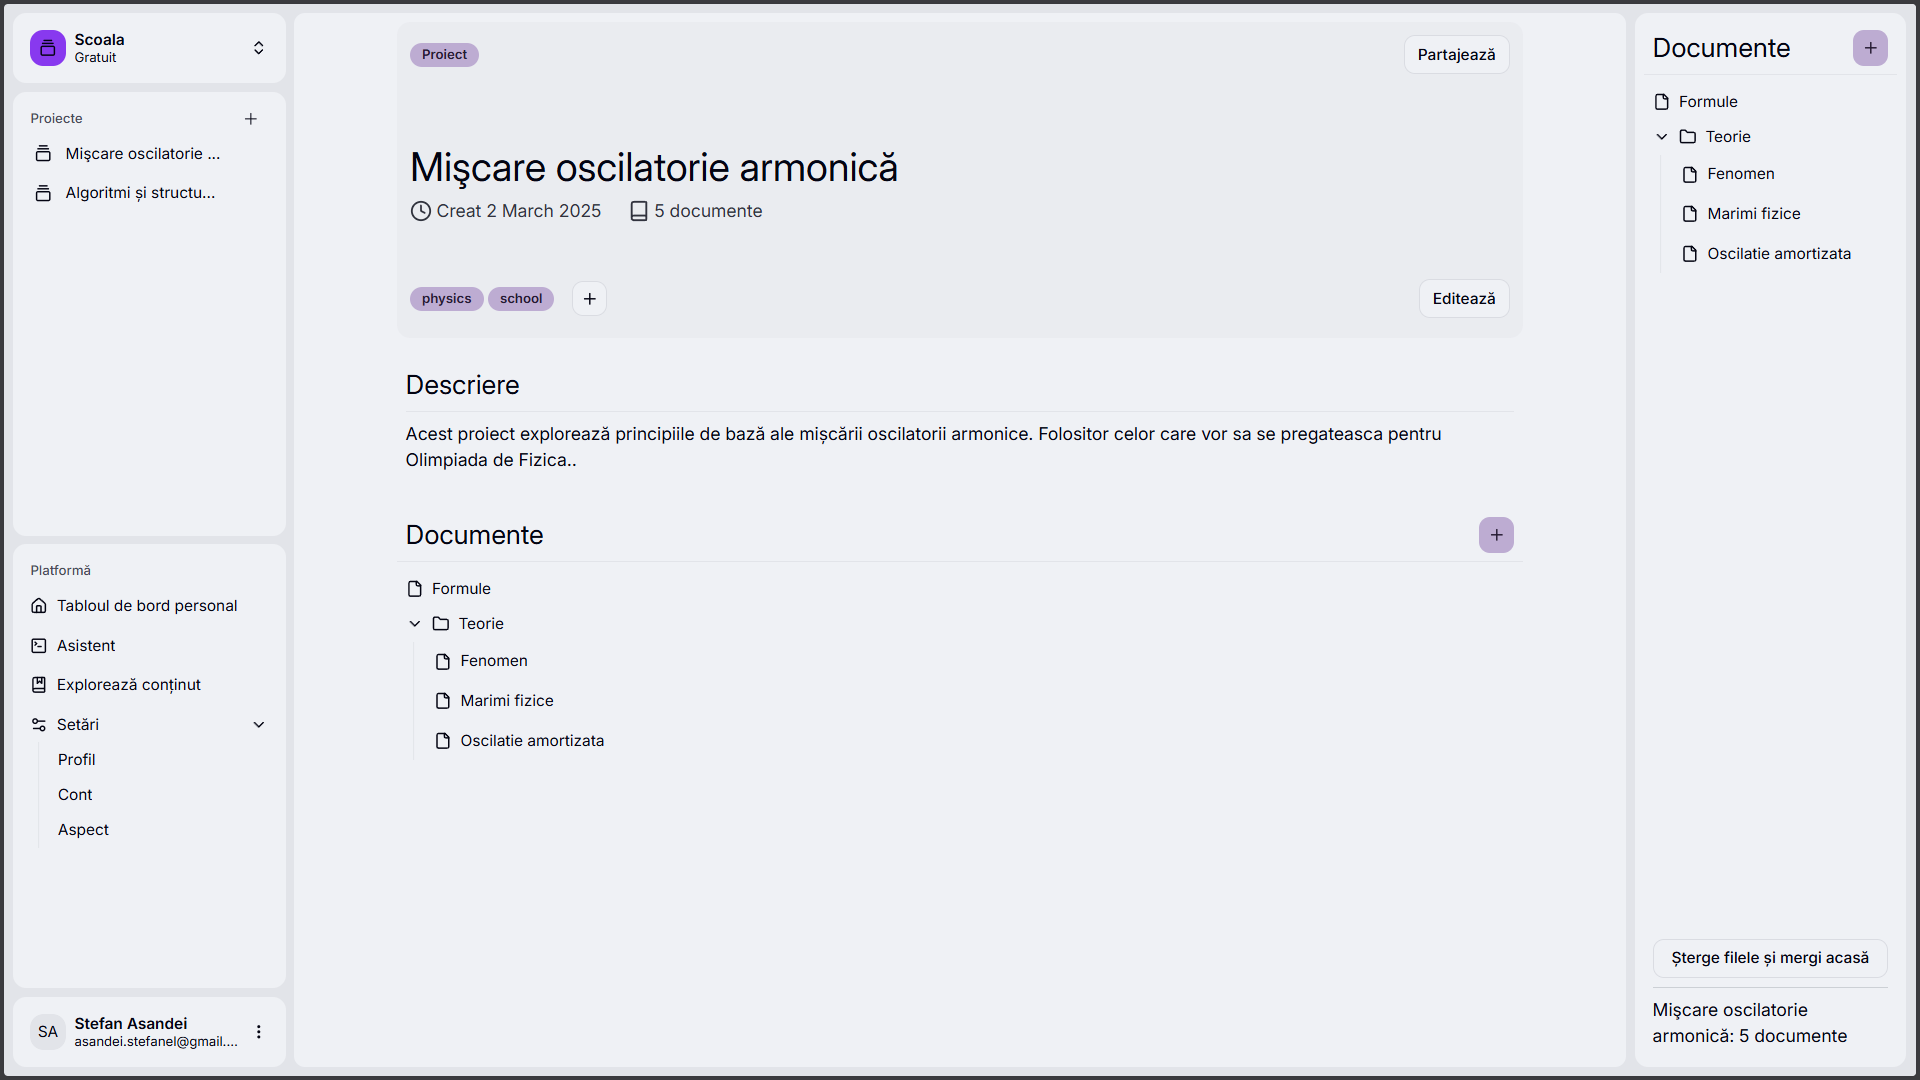 Scoala
Gratuit
Proiecte
Mişcare oscilatorie ...
Algoritmi și structu...
Platformă
Tabloul de bord personal
Asistent
Explorează conținut
Setări
Profil
Cont
Aspect
SA
Stefan Asandei
asandei.stefanel@gmail....
Proiect
Partajează
Mişcare oscilatorie armonică
Creat 2 March 2025
5 documente
physics
school
Editează
Descriere
Acest proiect explorează principiile de bază ale mișcării oscilatorii armonice. Folositor celor care vor sa se pregateasca pentru
Olimpiada de Fizica..
Documente
Formule
Teorie
Fenomen
Marimi fizice
Oscilatie amortizata
Documente
Formule
Teorie
Fenomen
Marimi fizice
Oscilatie amortizata
Șterge filele și mergi acasă
Mişcare oscilatorie
armonică: 5 documente